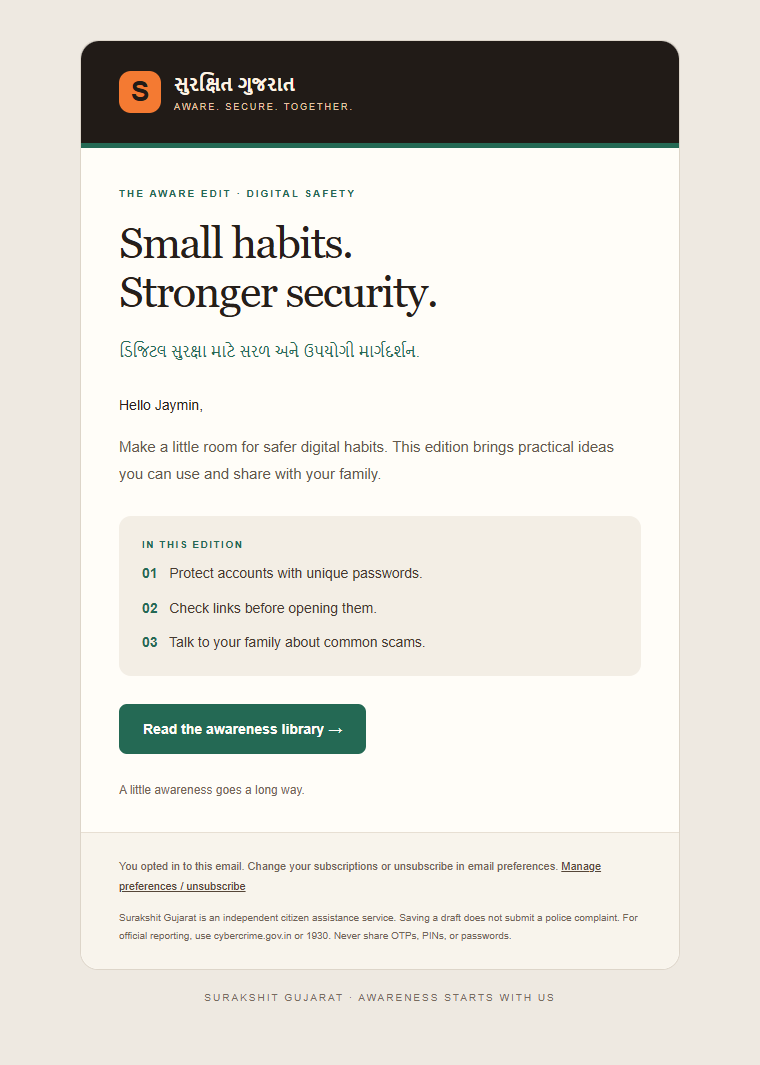 S
સુરક્ષિત ગુજરાત
AWARE. SECURE. TOGETHER.
THE AWARE EDIT · DIGITAL SAFETY
Small habits.
Stronger security.
ડિજિટલ સુરક્ષા માટે સરળ અને ઉપયોગી માર્ગદર્શન.
Hello Jaymin,
Make a little room for safer digital habits. This edition brings practical ideas
you can use and share with your family.
IN THIS EDITION
01 Protect accounts with unique passwords.
02 Check links before opening them.
03 Talk to your family about common scams.
Read the awareness library →
A little awareness goes a long way.
You opted in to this email. Change your subscriptions or unsubscribe in email preferences. Manage
preferences / unsubscribe
Surakshit Gujarat is an independent citizen assistance service. Saving a draft does not submit a police complaint. For
official reporting, use cybercrime.gov.in or 1930. Never share OTPs, PINs, or passwords.
SURAKSHIT GUJARAT · AWARENESS STARTS WITH US